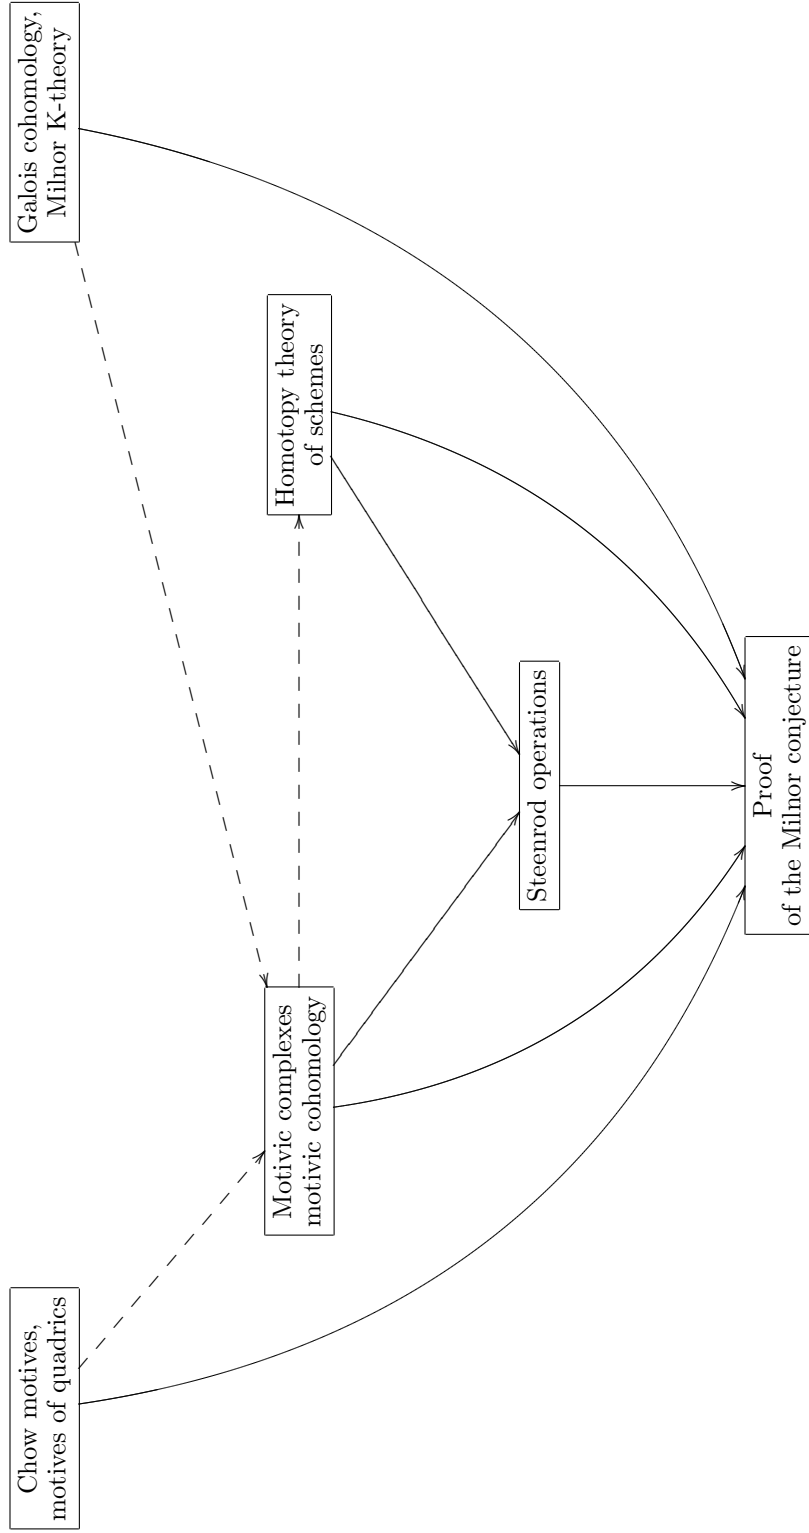 Chow motives,
motives of quadrics
Galois cohomology,
Milnor K-theory
Motivic complexes
motivic cohomology
Homotopy theory
of schemes
Steenrod operations
Proof
of the Milnor conjecture